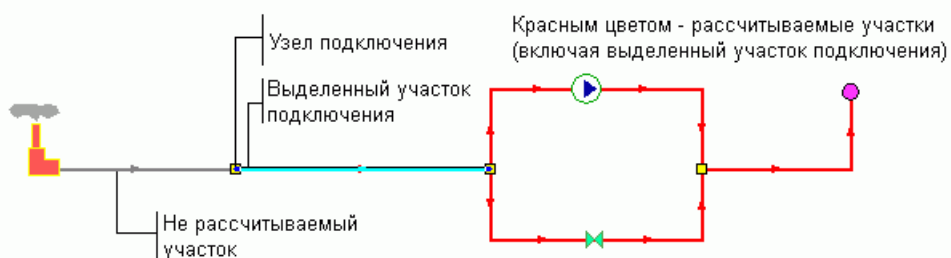 Узел подключения
Красным цветом - рассчитываемые участки
(включая выделенный участок подключения)
Выделенный участок
подключения
Не рассчитываемый
участок